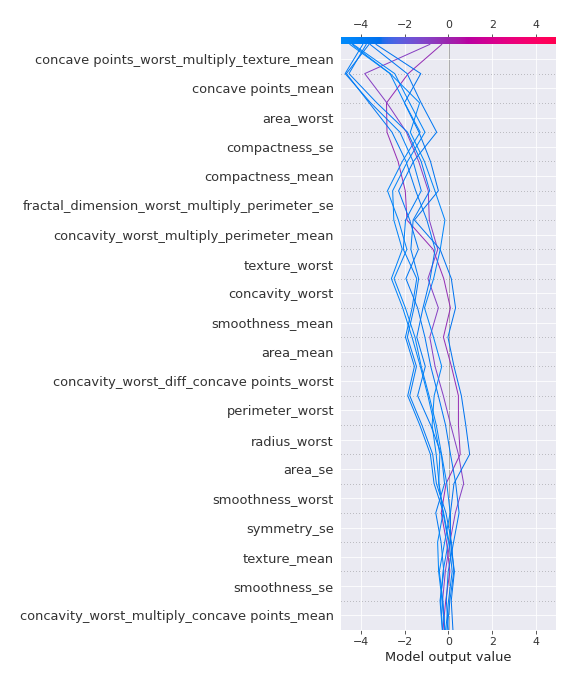 −4 −2 0 2 4
concave points_worst_multiply_texture_mean
concave points_mean
area_worst
compactness_se
compactness_mean
fractal_dimension_worst_multiply_perimeter_se
concavity_worst_multiply_perimeter_mean
texture_worst
concavity_worst
smoothness_mean
area_mean
concavity_worst_diff_concave points_worst
perimeter_worst
radius_worst
area_se
smoothness_worst
symmetry_se
texture_mean
smoothness_se
concavity_worst_multiply_concave points_mean
−4 −2 0 2 4
Model output value